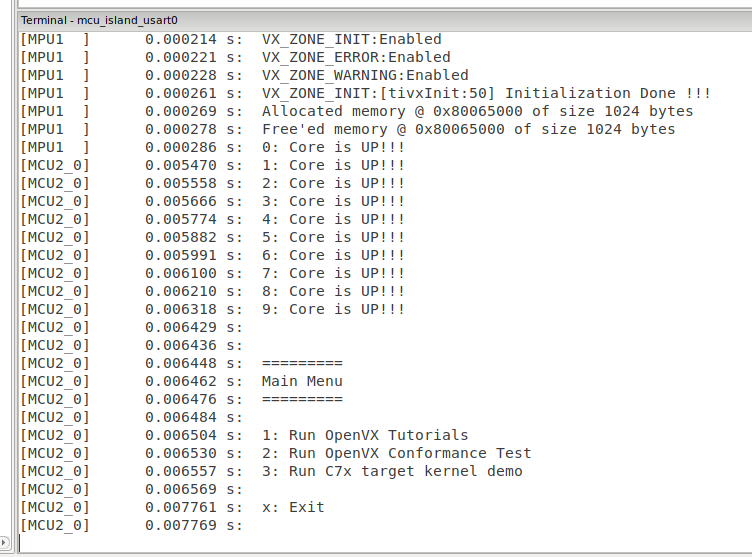 Terminal - mcu_island_usart0
[MPU1  ]      0.000214 s:  VX_ZONE_INIT:Enabled
[MPU1  ]      0.000221 s:  VX_ZONE_ERROR:Enabled
[MPU1  ]      0.000228 s:  VX_ZONE_WARNING:Enabled
[MPU1  ]      0.000261 s:  VX_ZONE_INIT:[tivxInit:50] Initialization Done !!!
[MPU1  ]      0.000269 s:  Allocated memory @ 0x80065000 of size 1024 bytes
[MPU1  ]      0.000278 s:  Free'ed memory @ 0x80065000 of size 1024 bytes
[MPU1  ]      0.000286 s:  0: Core is UP!!!
[MCU2_0]      0.005470 s:  1: Core is UP!!!
[MCU2_0]      0.005558 s:  2: Core is UP!!!
[MCU2_0]      0.005666 s:  3: Core is UP!!!
[MCU2_0]      0.005774 s:  4: Core is UP!!!
[MCU2_0]      0.005882 s:  5: Core is UP!!!
[MCU2_0]      0.005991 s:  6: Core is UP!!!
[MCU2_0]      0.006100 s:  7: Core is UP!!!
[MCU2_0]      0.006210 s:  8: Core is UP!!!
[MCU2_0]      0.006318 s:  9: Core is UP!!!
[MCU2_0]      0.006429 s:
[MCU2_0]      0.006436 s:
[MCU2_0]      0.006448 s:  =========
[MCU2_0]      0.006462 s:  Main Menu
[MCU2_0]      0.006476 s:  =========
[MCU2_0]      0.006484 s:
[MCU2_0]      0.006504 s:  1: Run OpenVX Tutorials
[MCU2_0]      0.006530 s:  2: Run OpenVX Conformance Test
[MCU2_0]      0.006557 s:  3: Run C7x target kernel demo
[MCU2_0]      0.006569 s:
[MCU2_0]      0.007761 s:  x: Exit
[MCU2_0]      0.007769 s: